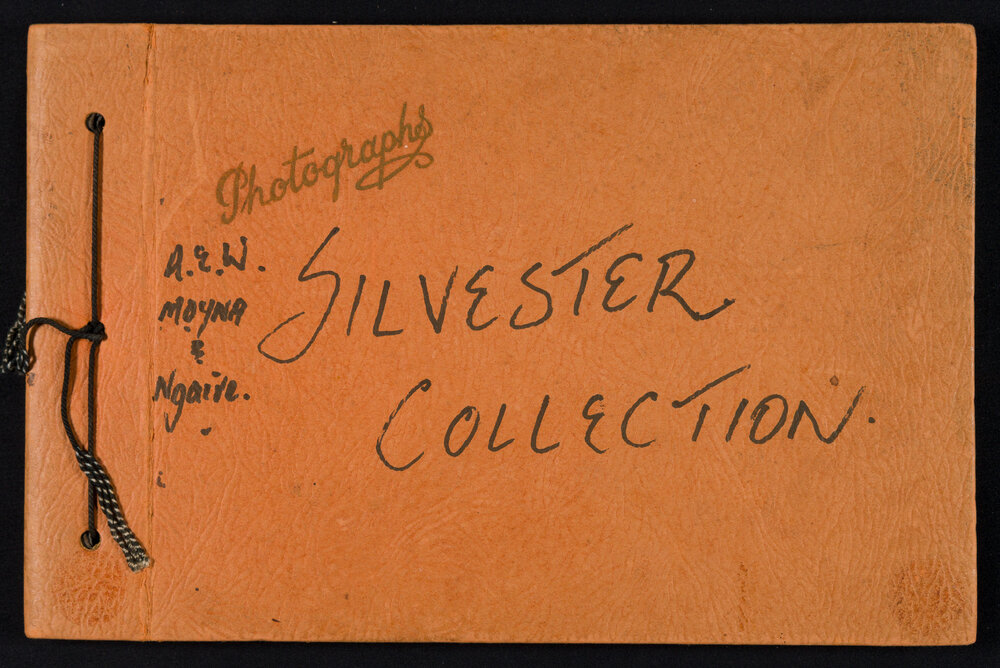 Photographs
A.E.W.
MOYNA
&
Ngaire.
SILVESTER
COLLECTION.